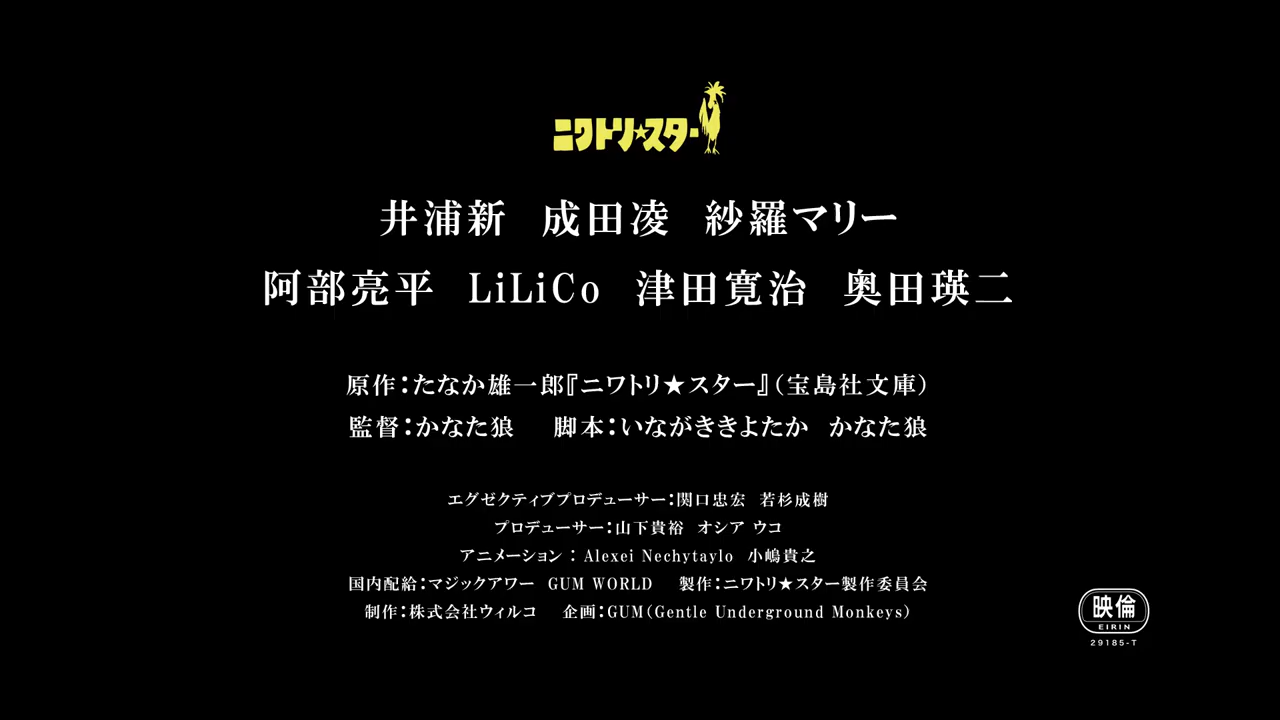 ニワトリ★スター
井浦新 成田凌 紗羅マリー
阿部亮平 LiLiCo 津田寛治 奥田瑛二
原作：たなか雄一郎『ニワトリ★スター』（宝島社文庫）
監督：かなた狼 脚本：いながききよたか かなた狼
エグゼクティブプロデューサー：関口忠宏 若杉成樹
プロデューサー：山下貴裕 オシアウコ
アニメーション： Alexei Nechytaylo 小嶋貴之
国内配給：マジックアワー GUM WORLD 製作：ニワトリ★スター製作委員会
制作：株式会社ウィルコ 企画：GUM（Gentle Underground Monkeys）
映倫
EIRIN
29185-T